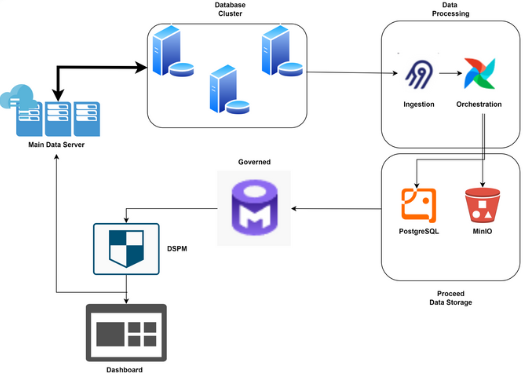 Database
Cluster
Data
Processing
Ingestion
Orchestration
Main Data Server
Governed
M
PostgreSQL
MinIO
DSPM
Proceed
Data Storage
Dashboard